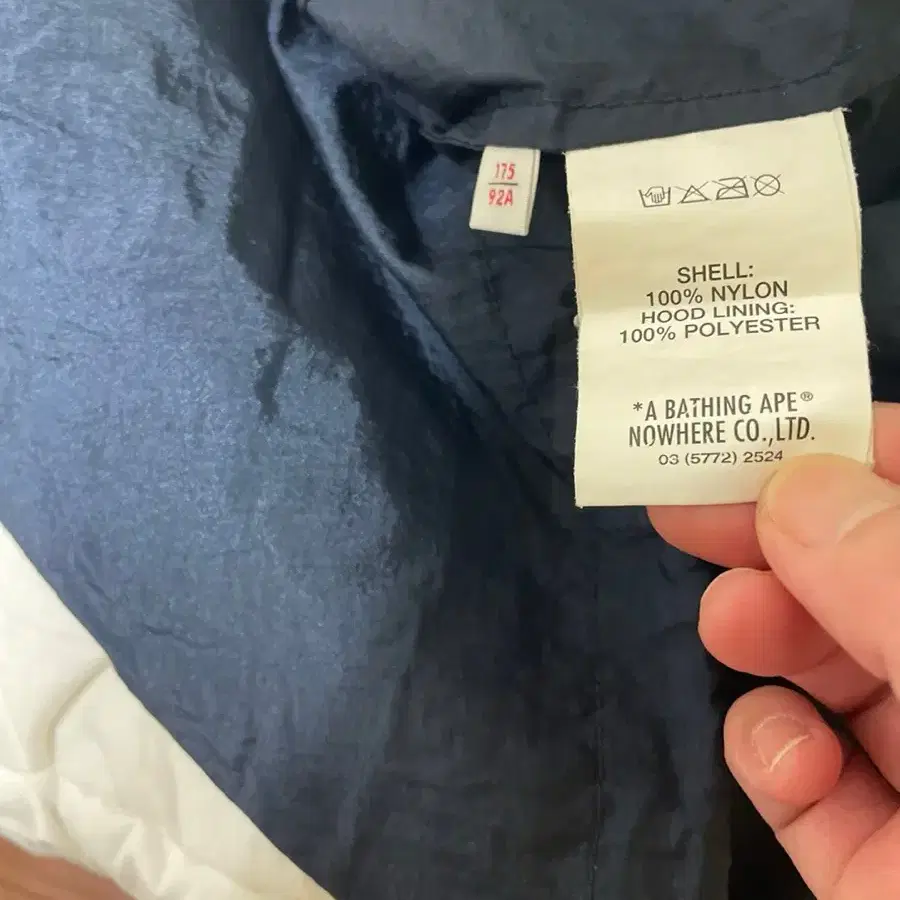 175
92A
SHELL:
100% NYLON
HOOD LINING:
100% POLYESTER
*A BATHING APE®
NOWHERE CO.,LTD.
03 (5772) 2524